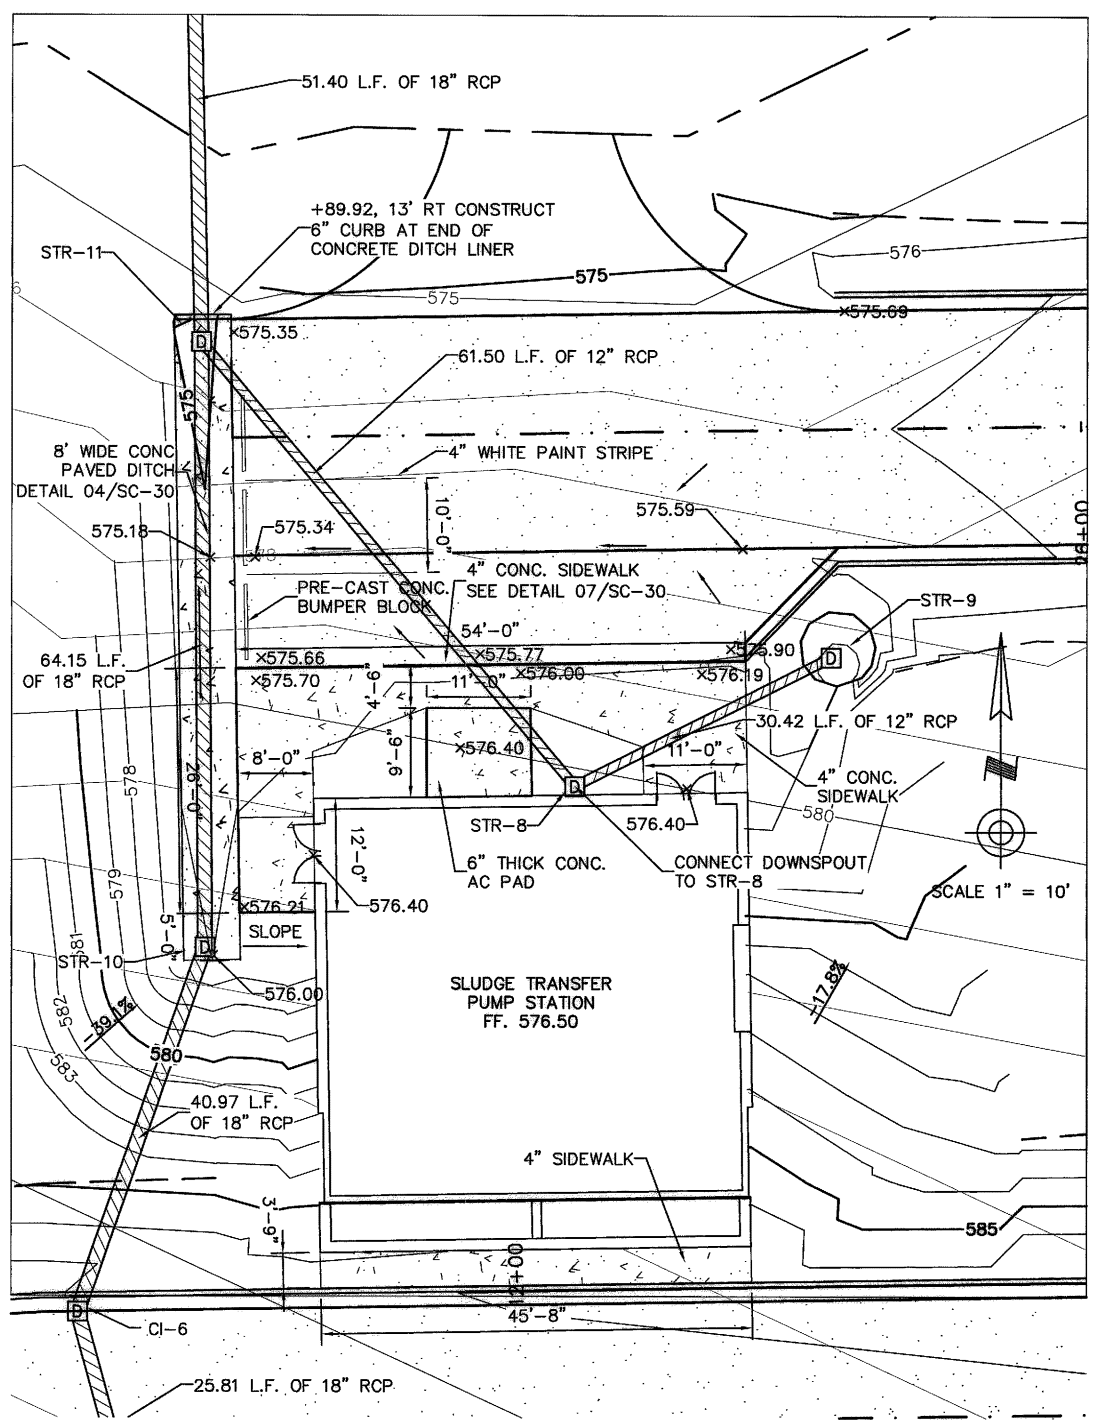 51.40 L.F. OF 18" RCP
+89.92, 13' RT CONSTRUCT
6" CURB AT END OF
CONCRETE DITCH LINER
STR-11
576
575
575
575.69
575.35
61.50 L.F. OF 12" RCP
575
8' WIDE CONC
PAVED DITCH
DETAIL 04/SC-30
4" WHITE PAINT STRIPE
10'-0"
575.59
26+00
575.18
575.34
578
4" CONC. SIDEWALK
SEE DETAIL 07/SC-30
PRE-CAST CONC.
BUMPER BLOCK
STR-9
D
D
54'-0"
64.15 L.F.
OF 18" RCP
575.66
575.77
575.90
575.70
576.00
576.19
4'-6"
11'-0"
30.42 L.F. OF 12" RCP
9'-6"
576.40
11'-0"
8'-0"
578
26'-0"
4" CONC.
SIDEWALK
580
D
STR-8
576.40
12'-0"
6" THICK CONC.
AC PAD
CONNECT DOWNSPOUT
TO STR-8
SCALE 1" = 10'
579
576.21
576.40
5'-0"
SLOPE
581
STR-10
D
576.00
SLUDGE TRANSFER
PUMP STATION
FF. 576.50
-17.8%
582
-39.1%
580
583
40.97 L.F.
OF 18" RCP
4" SIDEWALK
3'-9"
585
12+00
45'-8"
D
CI-6
25.81 L.F. OF 18" RCP